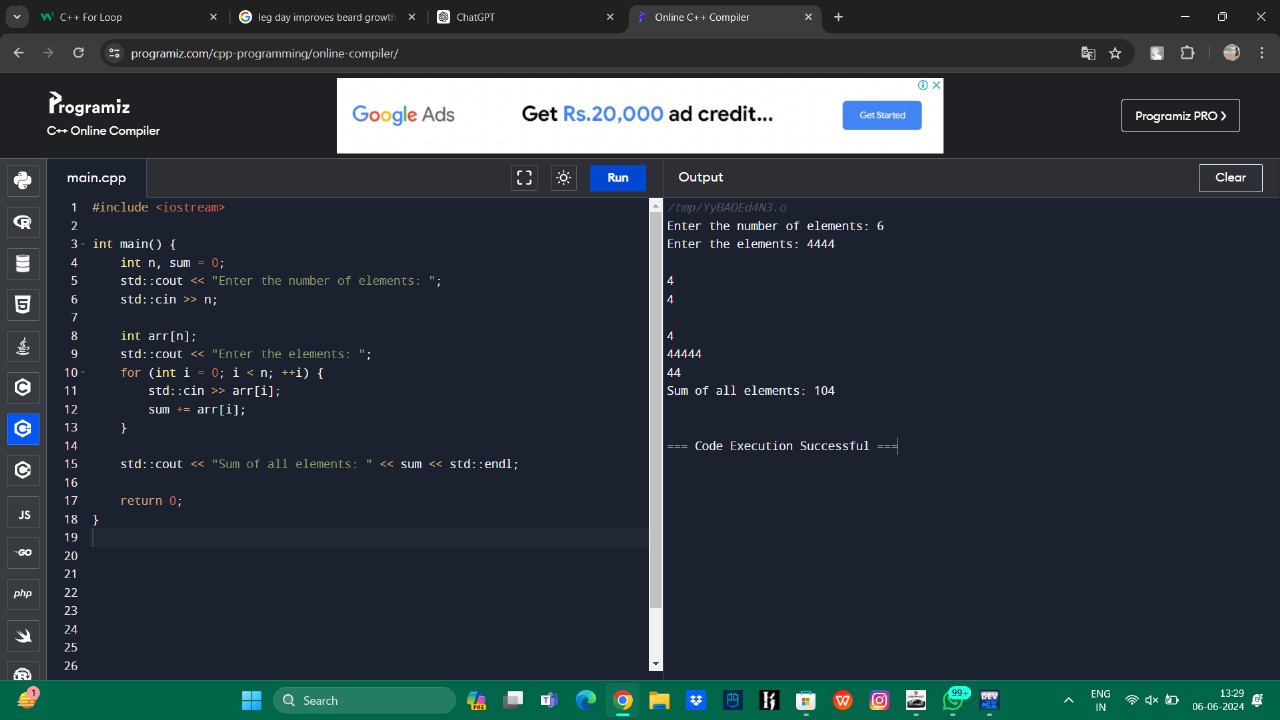 C++ For Loop
leg day improves beard growth
ChatGPT
Online C++ Compiler
programiz.com/cpp-programming/online-compiler/
Programiz
C++ Online Compiler
Google Ads
Get Rs.20,000 ad credit...
Get Started
Programiz PRO
main.cpp
Run
Output
Clear
1 #include <iostream>
2
3 int main() {
4     int n, sum = 0;
5     std::cout << "Enter the number of elements: ";
6     std::cin >> n;
7
8     int arr[n];
9     std::cout << "Enter the elements: ";
10     for (int i = 0; i < n; ++i) {
11         std::cin >> arr[i];
12         sum += arr[i];
13     }
14
15     std::cout << "Sum of all elements: " << sum << std::endl;
16
17     return 0;
18 }
19
20
21
22
23
24
25
26
/tmp/YyBAOEd4N3.o
Enter the number of elements: 6
Enter the elements: 4444
4
4
4
44444
44
Sum of all elements: 104
=== Code Execution Successful ===
JS
GO
php
1
Search
PRE
99+
DEV
ENG
IN
13:29
06-06-2024